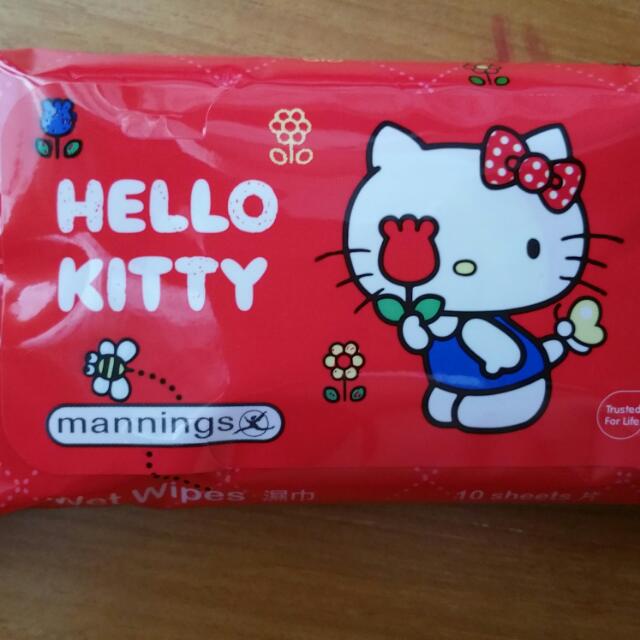 HELLO
KITTY
mannings
Trusted
For Life
Wet Wipes 濕巾
10 sheets 片